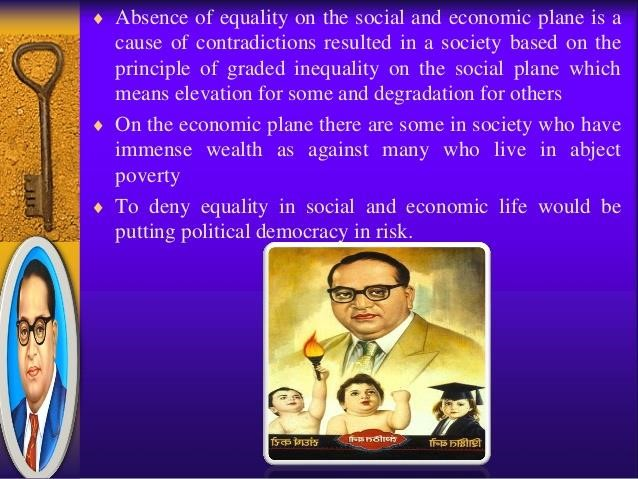 Absence of equality on the social and economic plane is a
cause of contradictions resulted in a society based on the
principle of graded inequality on the social plane which
means elevation for some and degradation for others
On the economic plane there are some in society who have
immense wealth as against many who live in abject
poverty
To deny equality in social and economic life would be
putting political democracy in risk.